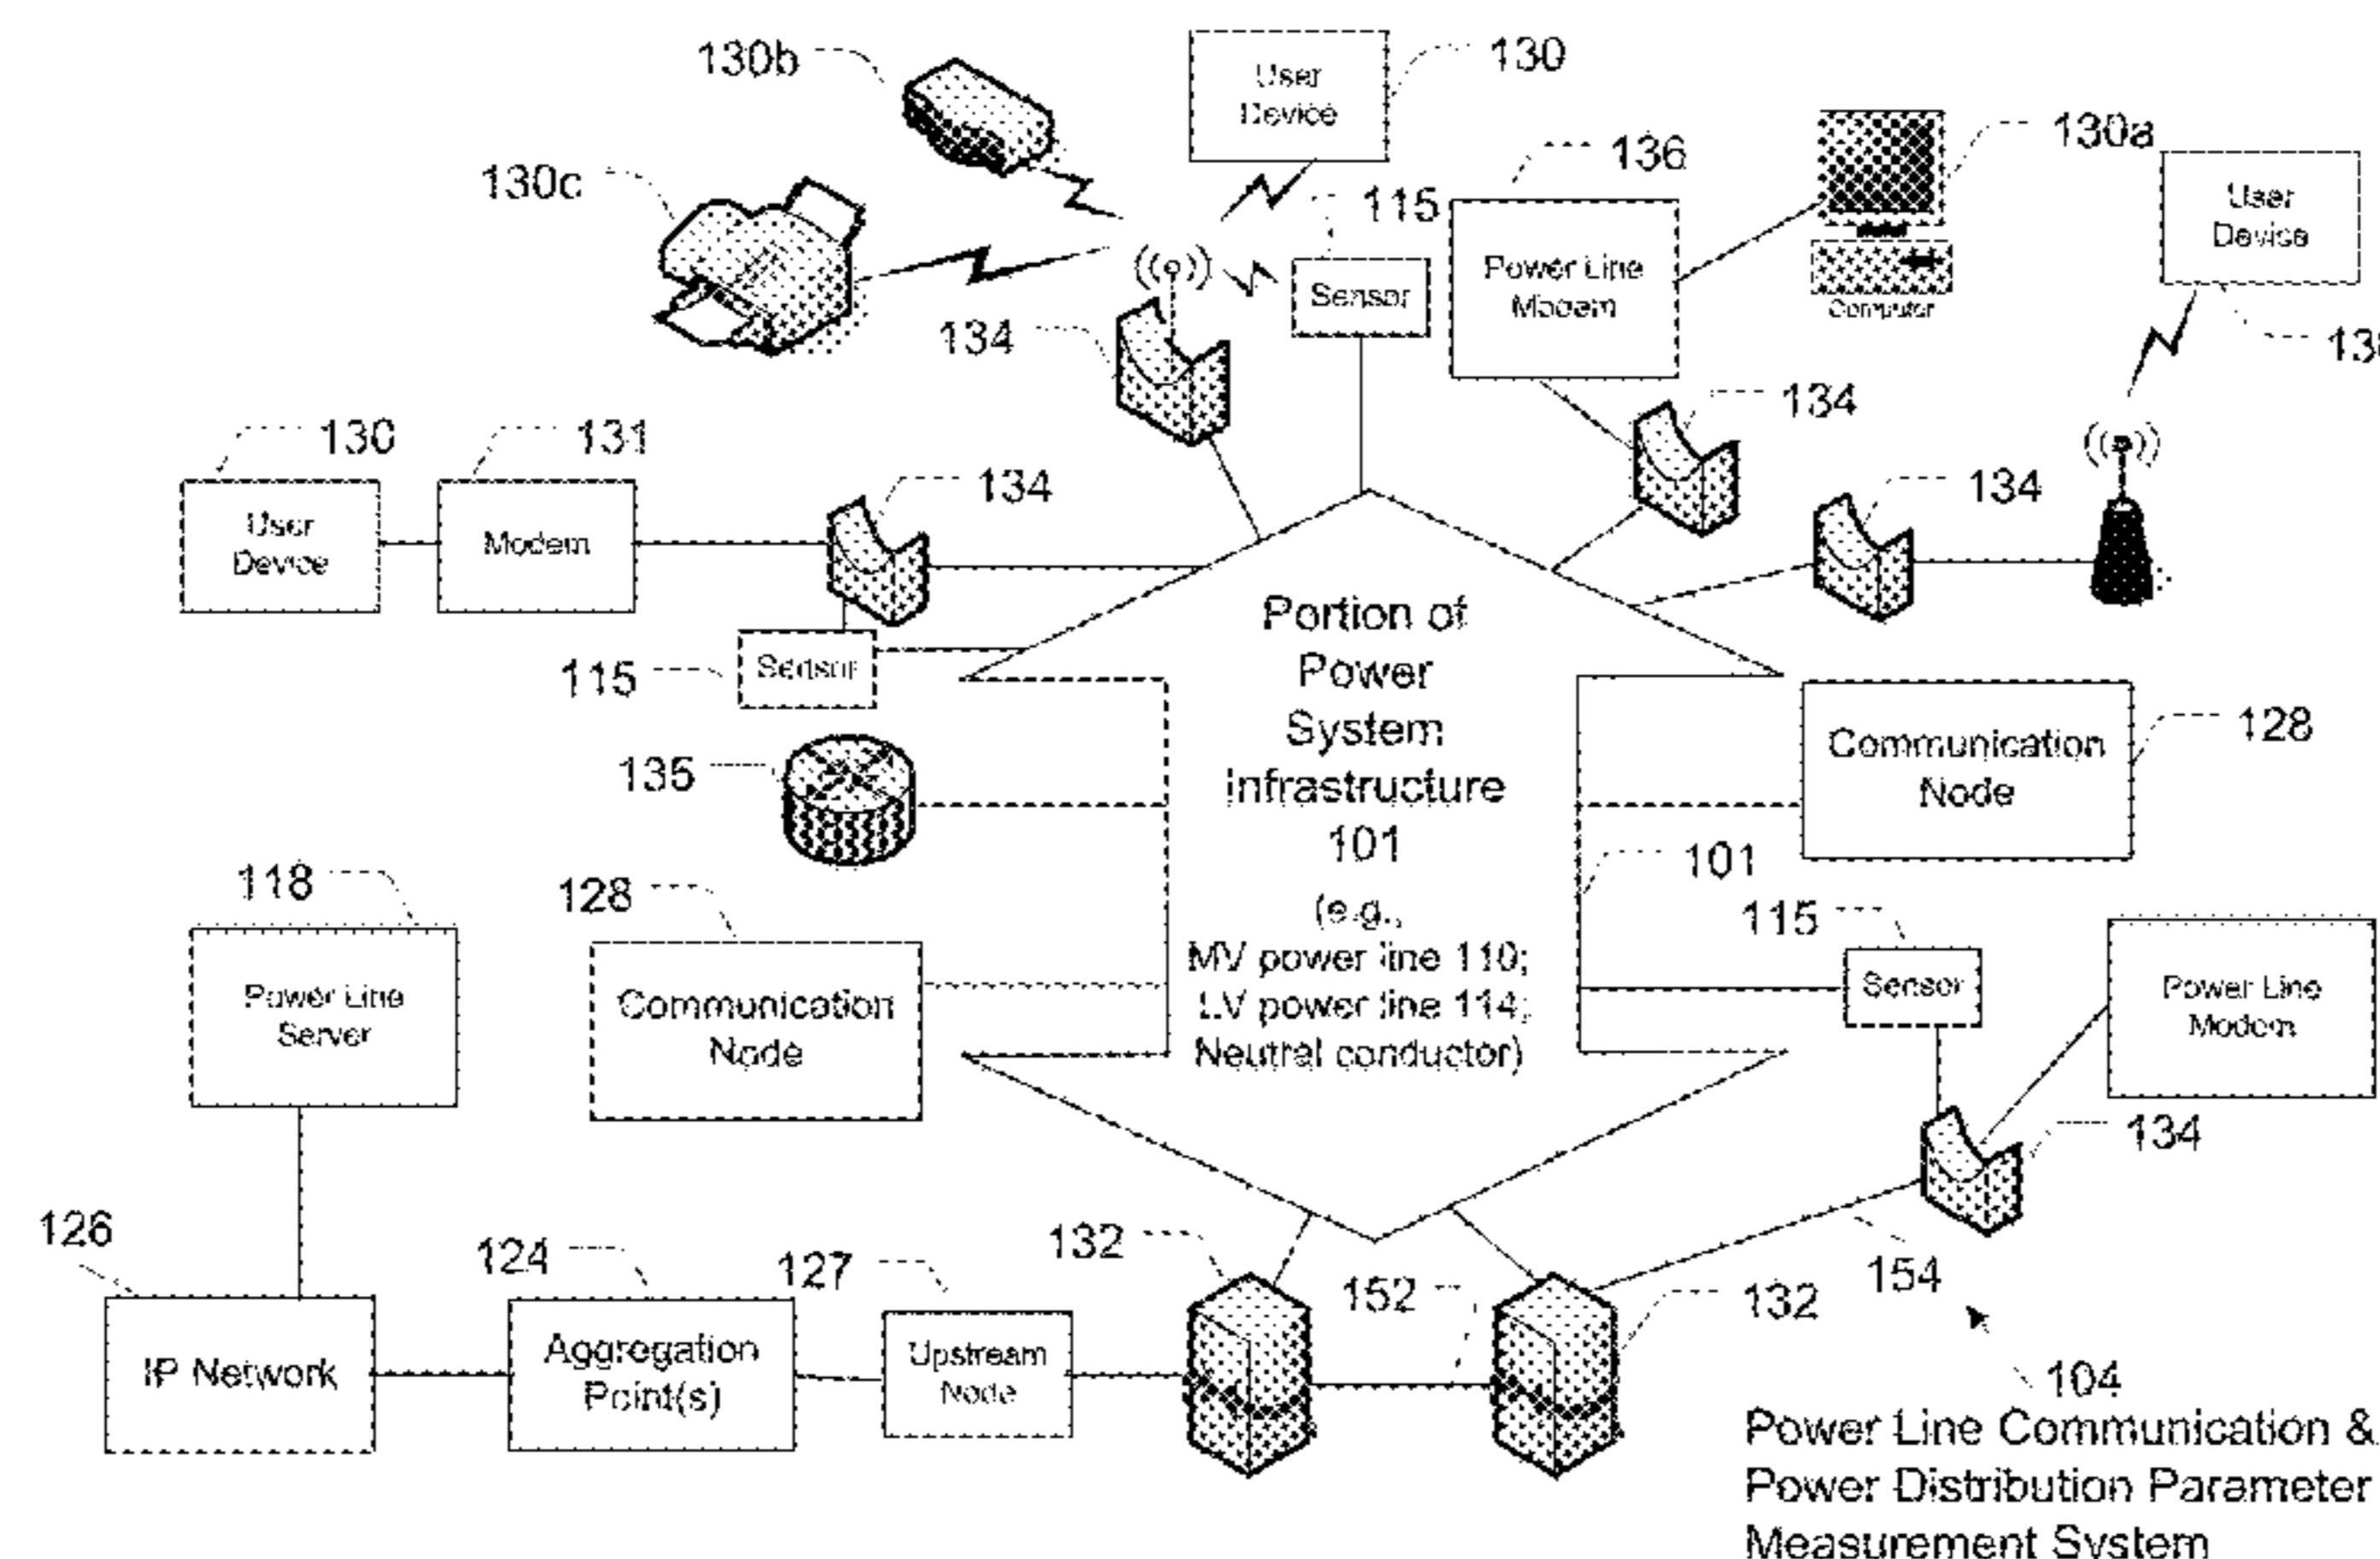 130b
User
Device
130
130c
115
136
Power Line
Modem
130a
Computer
User
Device
Sensor
134
134
130
131
User
Device
Modem
134
134
115
Sensor
135
Portion of
Power
System
Infrastructure
101
(e.g.,
MV power line 110;
LV power line 114;
Neutral conductor)
Communication
Node
128
101
118
Power Line
Server
128
Communication
Node
115
Sensor
Power Line
Modem
134
126
IP Network
124
Aggregation
Point(s)
127
Upstream
Node
132
152
132
154
104
Power Line Communication &
Power Distribution Parameter
Measurement System